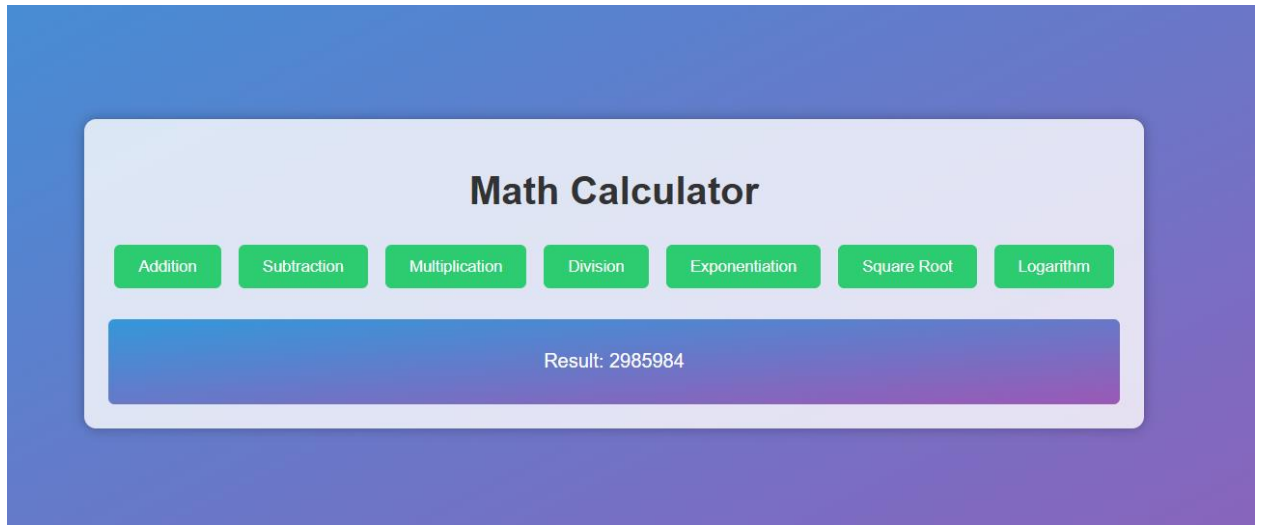 Math Calculator
Addition Subtraction Multiplication Division Exponentiation Square Root Logarithm
Result: 2985984